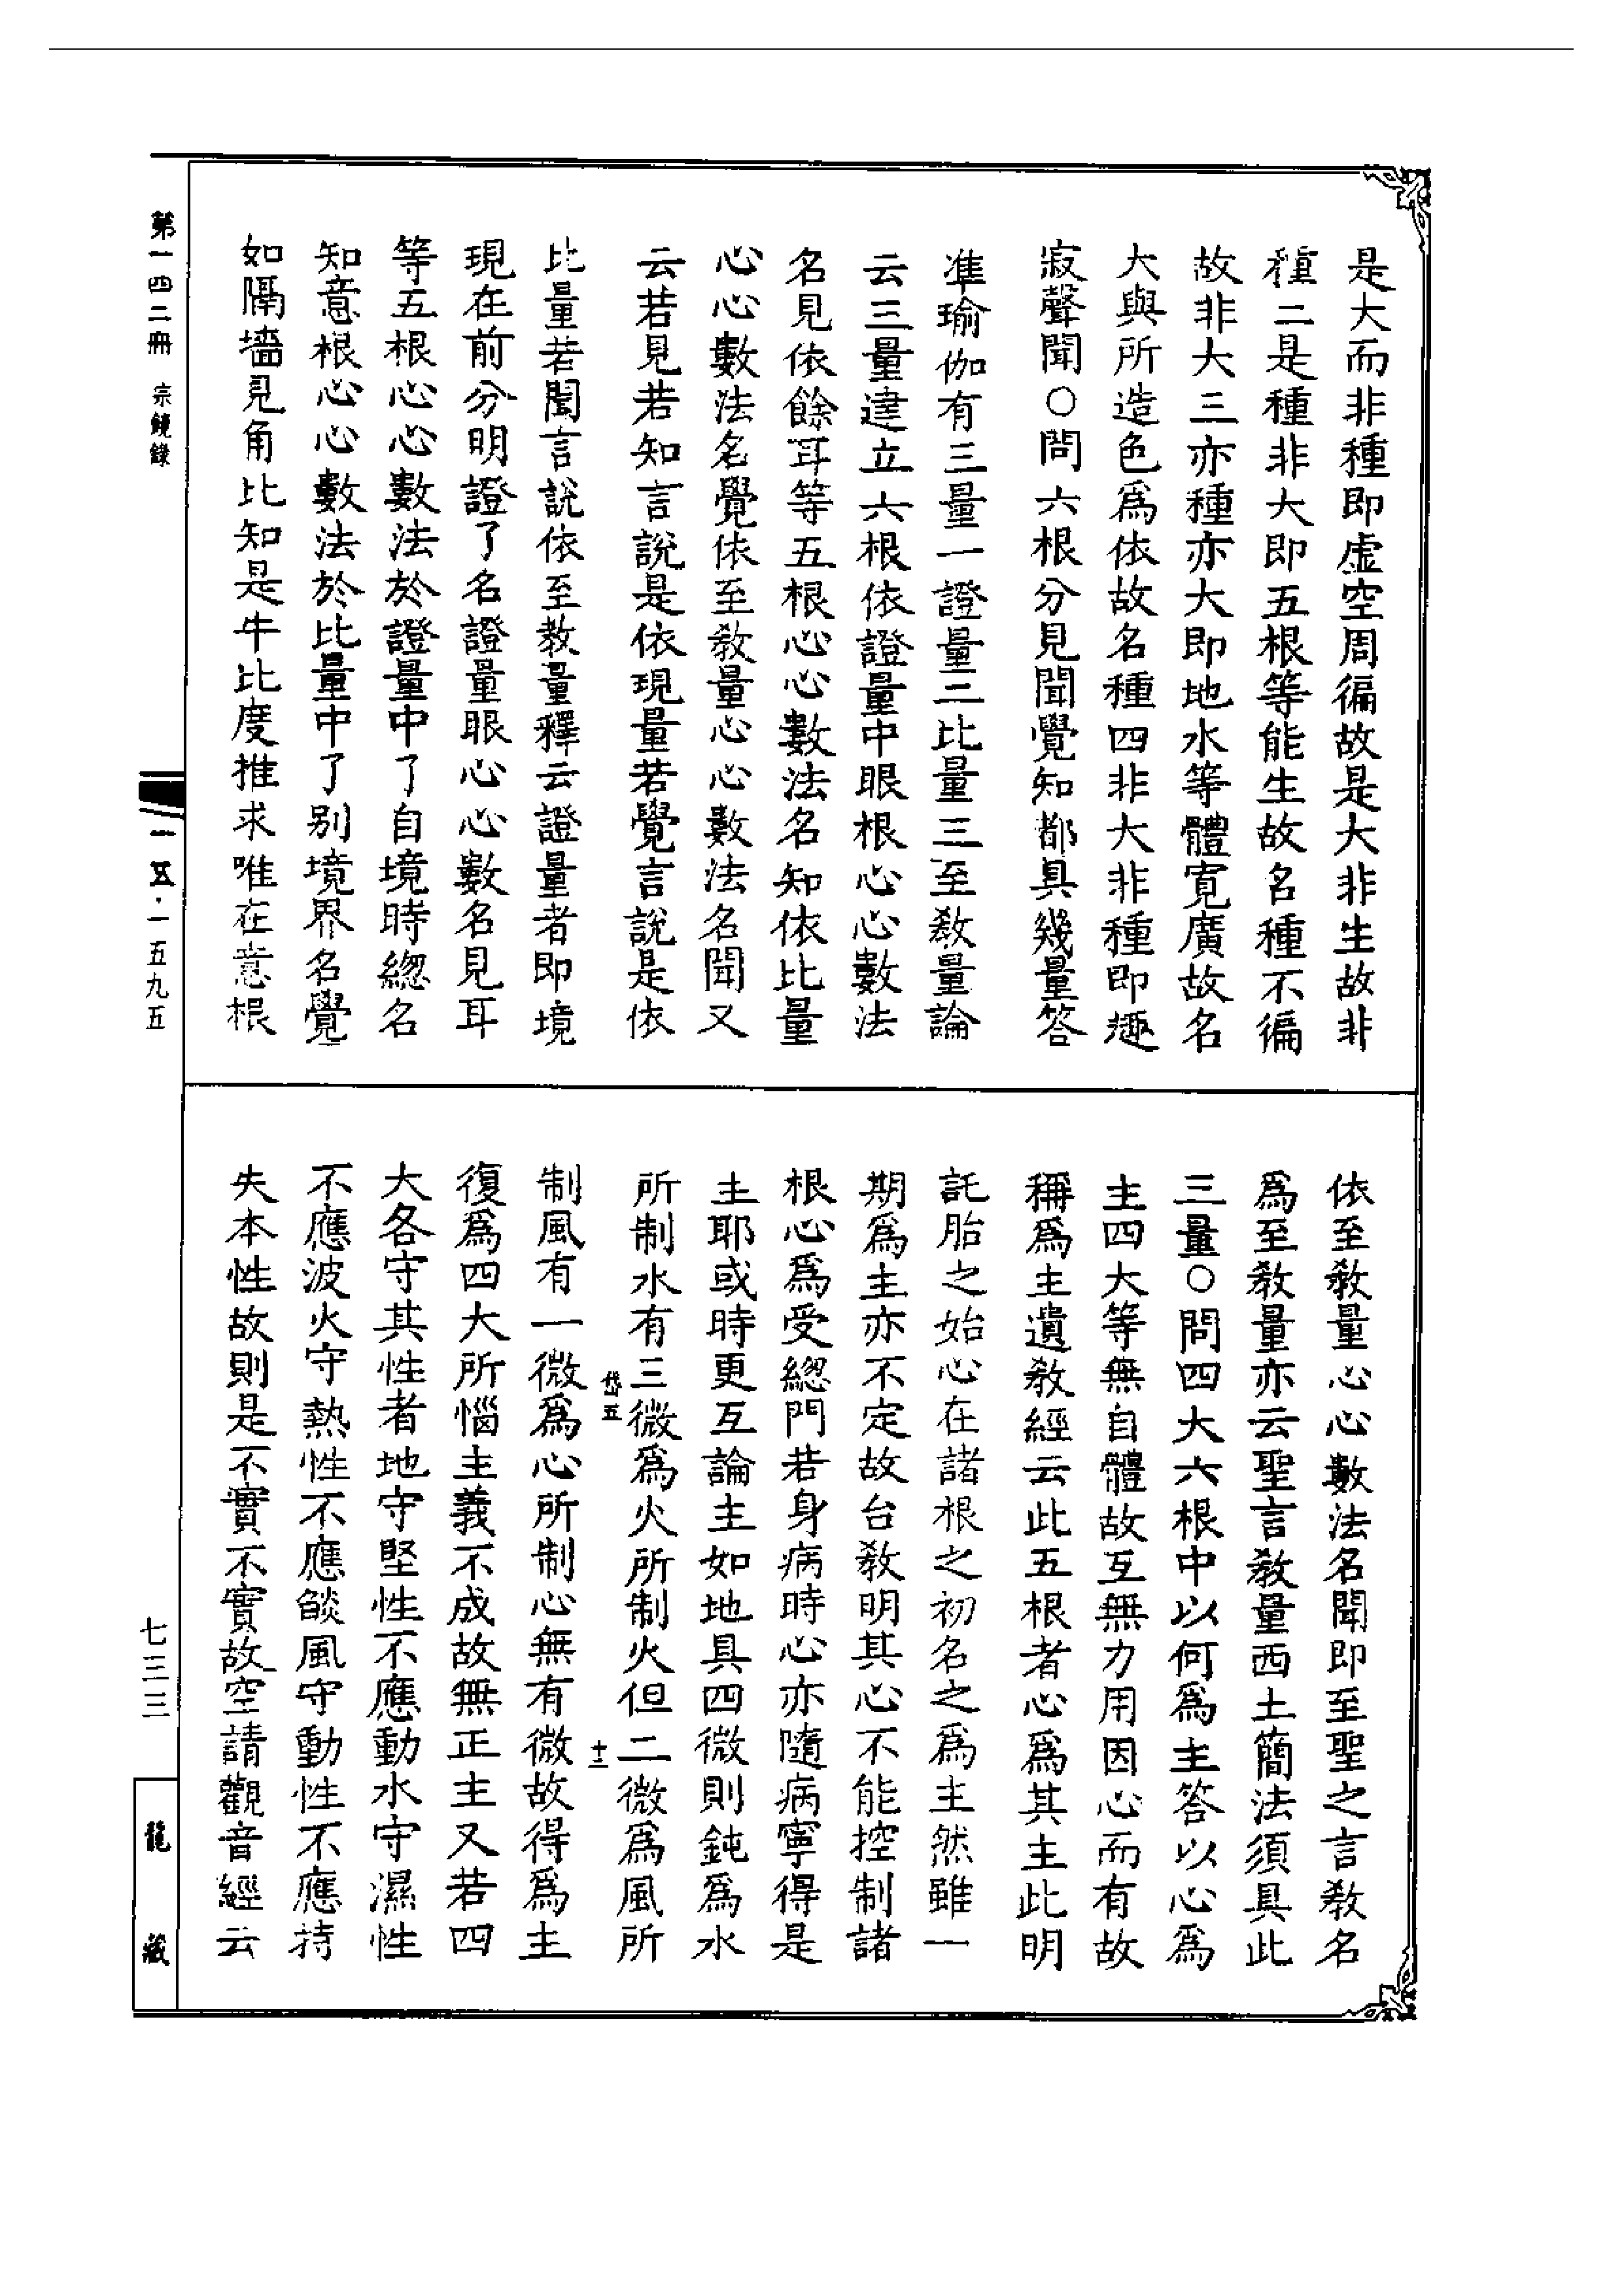 是大而非種即虛空周徧故是大非生故非
種二是種非大即五根等能生故名種不徧
故非大三亦種亦大即地水等體寬廣故名
大與所造色爲依故名種四非大非種即趣
寂聲聞○問六根分見聞覺知都具幾量答
準瑜伽有三量一證量二比量三至教量論
云三量建立六根依證量中眼根心心數法
名見依餘耳等五根心心數法名知依比量
心心數法名覺依至教量心心數法名聞又
云若見若知言說是依現量若覺言說是依
比量若聞言說依至教量釋云證量者即境
現在前分明證了名證量眼心心數名見耳
等五根心心數法於證量中了自境時總名
知意根心心數法於比量中了別境界名覺
如隔牆見角比知是牛比度推求唯在意根
依至教量心心數法名聞即至聖之言教名
爲至教量亦云聖言教量西土簡法須具此
三量○問四大六根中以何爲主答以心爲
主四大等無自體故互無力用因心而有故
稱爲主遺教經云此五根者心爲其主此明
託胎之始心在諸根之初名之爲主然雖一
期爲主亦不定故台教明其心不能控制諸
根心爲受總門若身病時心亦隨病寧得是
主耶或時更互論主如地具四微則鈍爲水
所制水有三微爲火所制火但二微爲風所
岱五
十三
制風有一微爲心所制心無有微故得爲主
復爲四大所惱主義不成故無正主又若四
大各守其性者地守堅性不應動水守濕性
不應波火守熱性不應燄風守動性不應持
失本性故則是不實不實故空請觀音經云
第一四二冊 宗鏡錄
一五·一五九五
七三三
龍藏